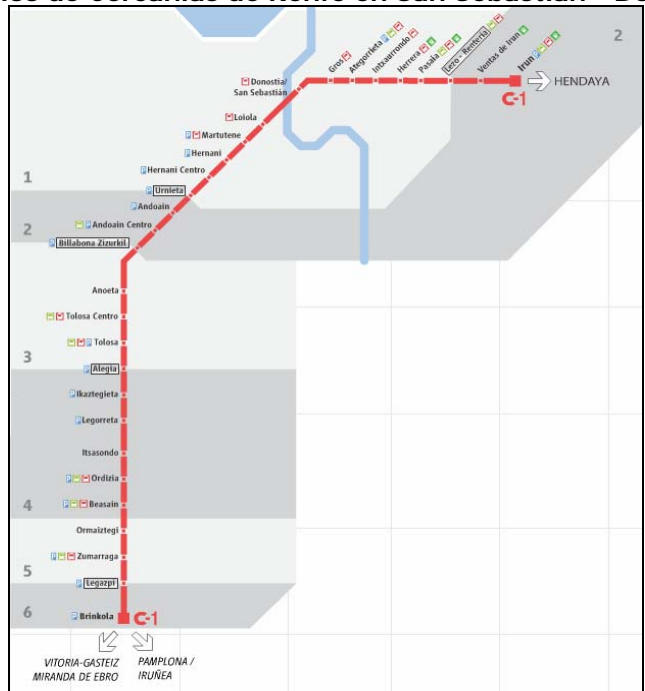 2
Gros
Ategorrieta
Intxaurrondo
Herrera
Pasaia
Lezo - Rentería
Ventas de Irun
Irun
C-1
HENDAYA
Donostia/
San Sebastián
Loiola
Martutene
Hernani
Hernani Centro
1
Urnieta
Andoain
2
Andoain Centro
Billabona Zizurkil
Anoeta
Tolosa Centro
Tolosa
3
Alegia
Ikaztegieta
Legorreta
Itsasondo
Ordizia
4
Beasain
Ormaiztegi
Zumarraga
5
Legazpi
6
Brinkola
C-1
VITORIA-GASTEIZ
MIRANDA DE EBRO
PAMPLONA /
IRUÑEA